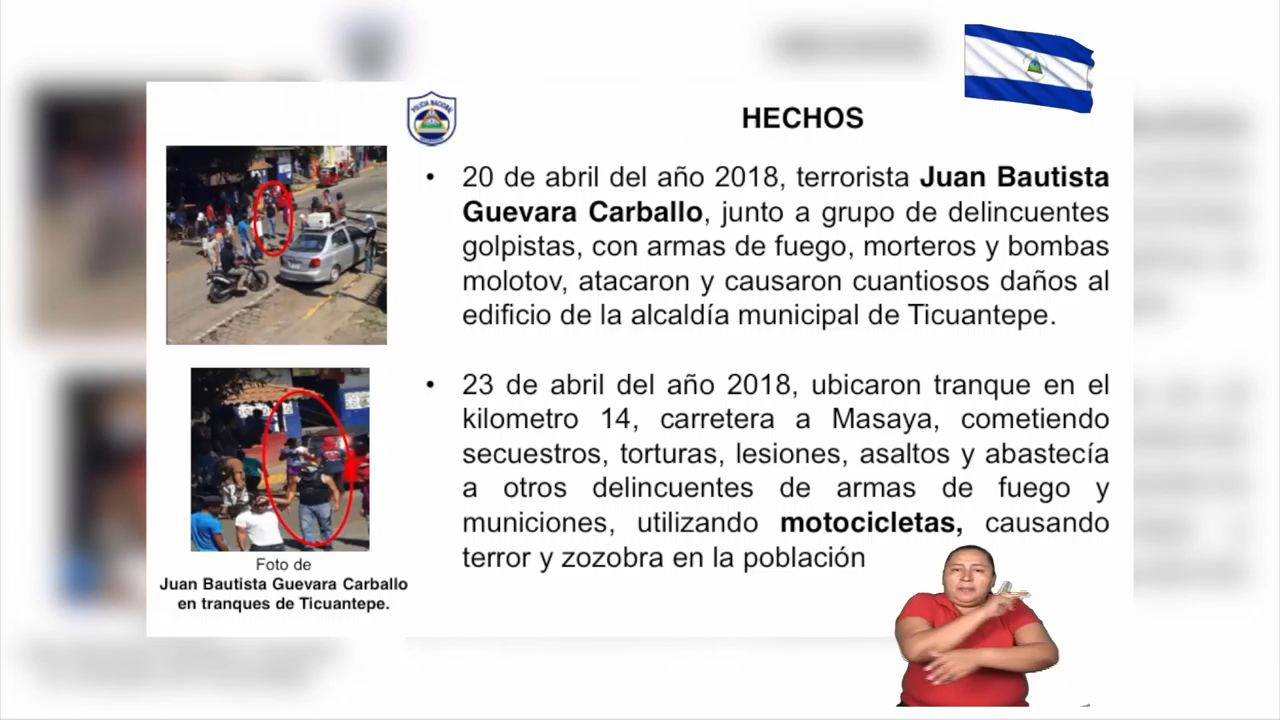 POLICIA NACIONAL
HECHOS
• 20 de abril del año 2018, terrorista Juan Bautista
Guevara Carballo, junto a grupo de delincuentes
golpistas, con armas de fuego, morteros y bombas
molotov, atacaron y causaron cuantiosos daños al
edificio de la alcaldía municipal de Ticuantepe.
• 23 de abril del año 2018, ubicaron tranque en el
kilometro 14, carretera a Masaya, cometiendo
secuestros, torturas, lesiones, asaltos y abastecía
a otros delincuentes de armas de fuego y
municiones, utilizando motocicletas, causando
terror y zozobra en la población
Foto de
Juan Bautista Guevara Carballo
en tranques de Ticuantepe.